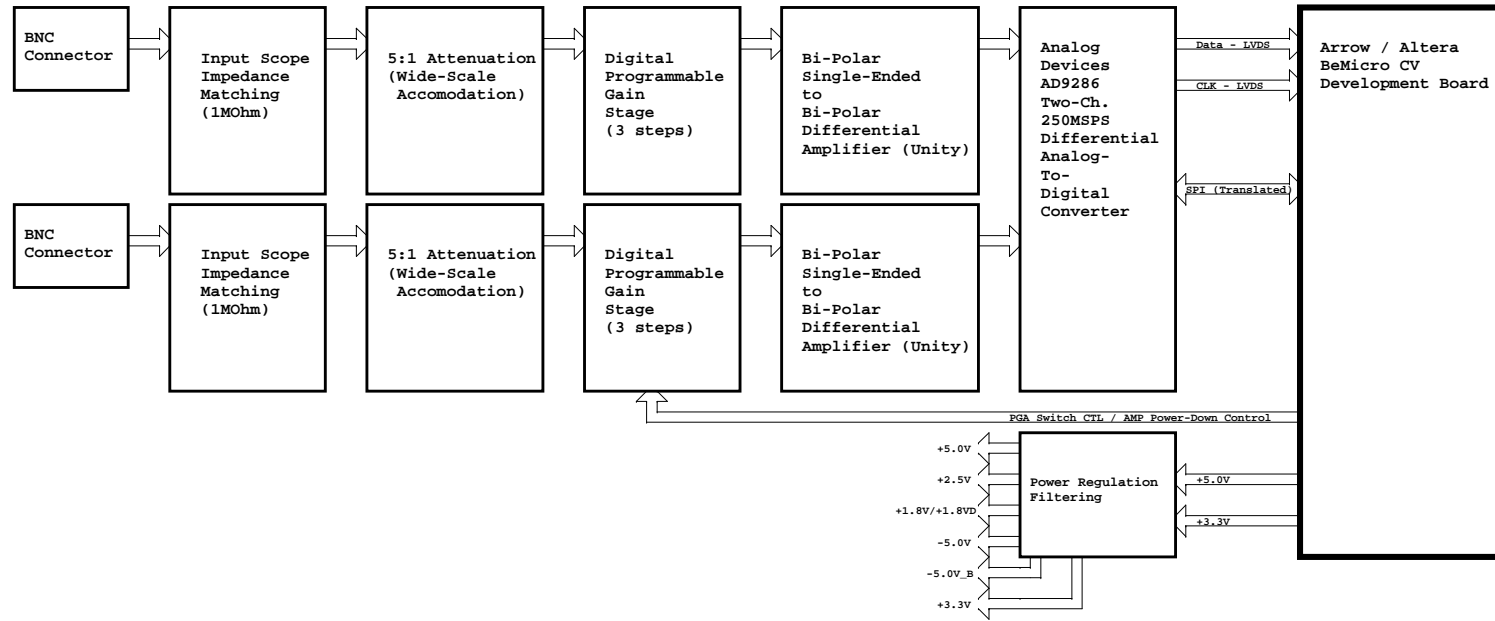 BNC
Connector
Input Scope
Impedance
Matching
(1MOhm)
5:1 Attenuation
(Wide-Scale
Accomodation)
Digital
Programmable
Gain
Stage
(3 steps)
Bi-Polar
Single-Ended
to
Bi-Polar
Differential
Amplifier (Unity)
Analog
Devices
AD9286
Two-Ch.
250MSPS
Differential
Analog-
To-
Digital
Converter
Data - LVDS
CLK - LVDS
SPI (Translated)
Arrow / Altera
BeMicro CV
Development Board
BNC
Connector
Input Scope
Impedance
Matching
(1MOhm)
5:1 Attenuation
(Wide-Scale
Accomodation)
Digital
Programmable
Gain
Stage
(3 steps)
Bi-Polar
Single-Ended
to
Bi-Polar
Differential
Amplifier (Unity)
PGA Switch CTL / AMP Power-Down Control
+5.0V
+2.5V
+1.8V/+1.8VD
-5.0V
-5.0V_B
+3.3V
Power Regulation
Filtering
+5.0V
+3.3V